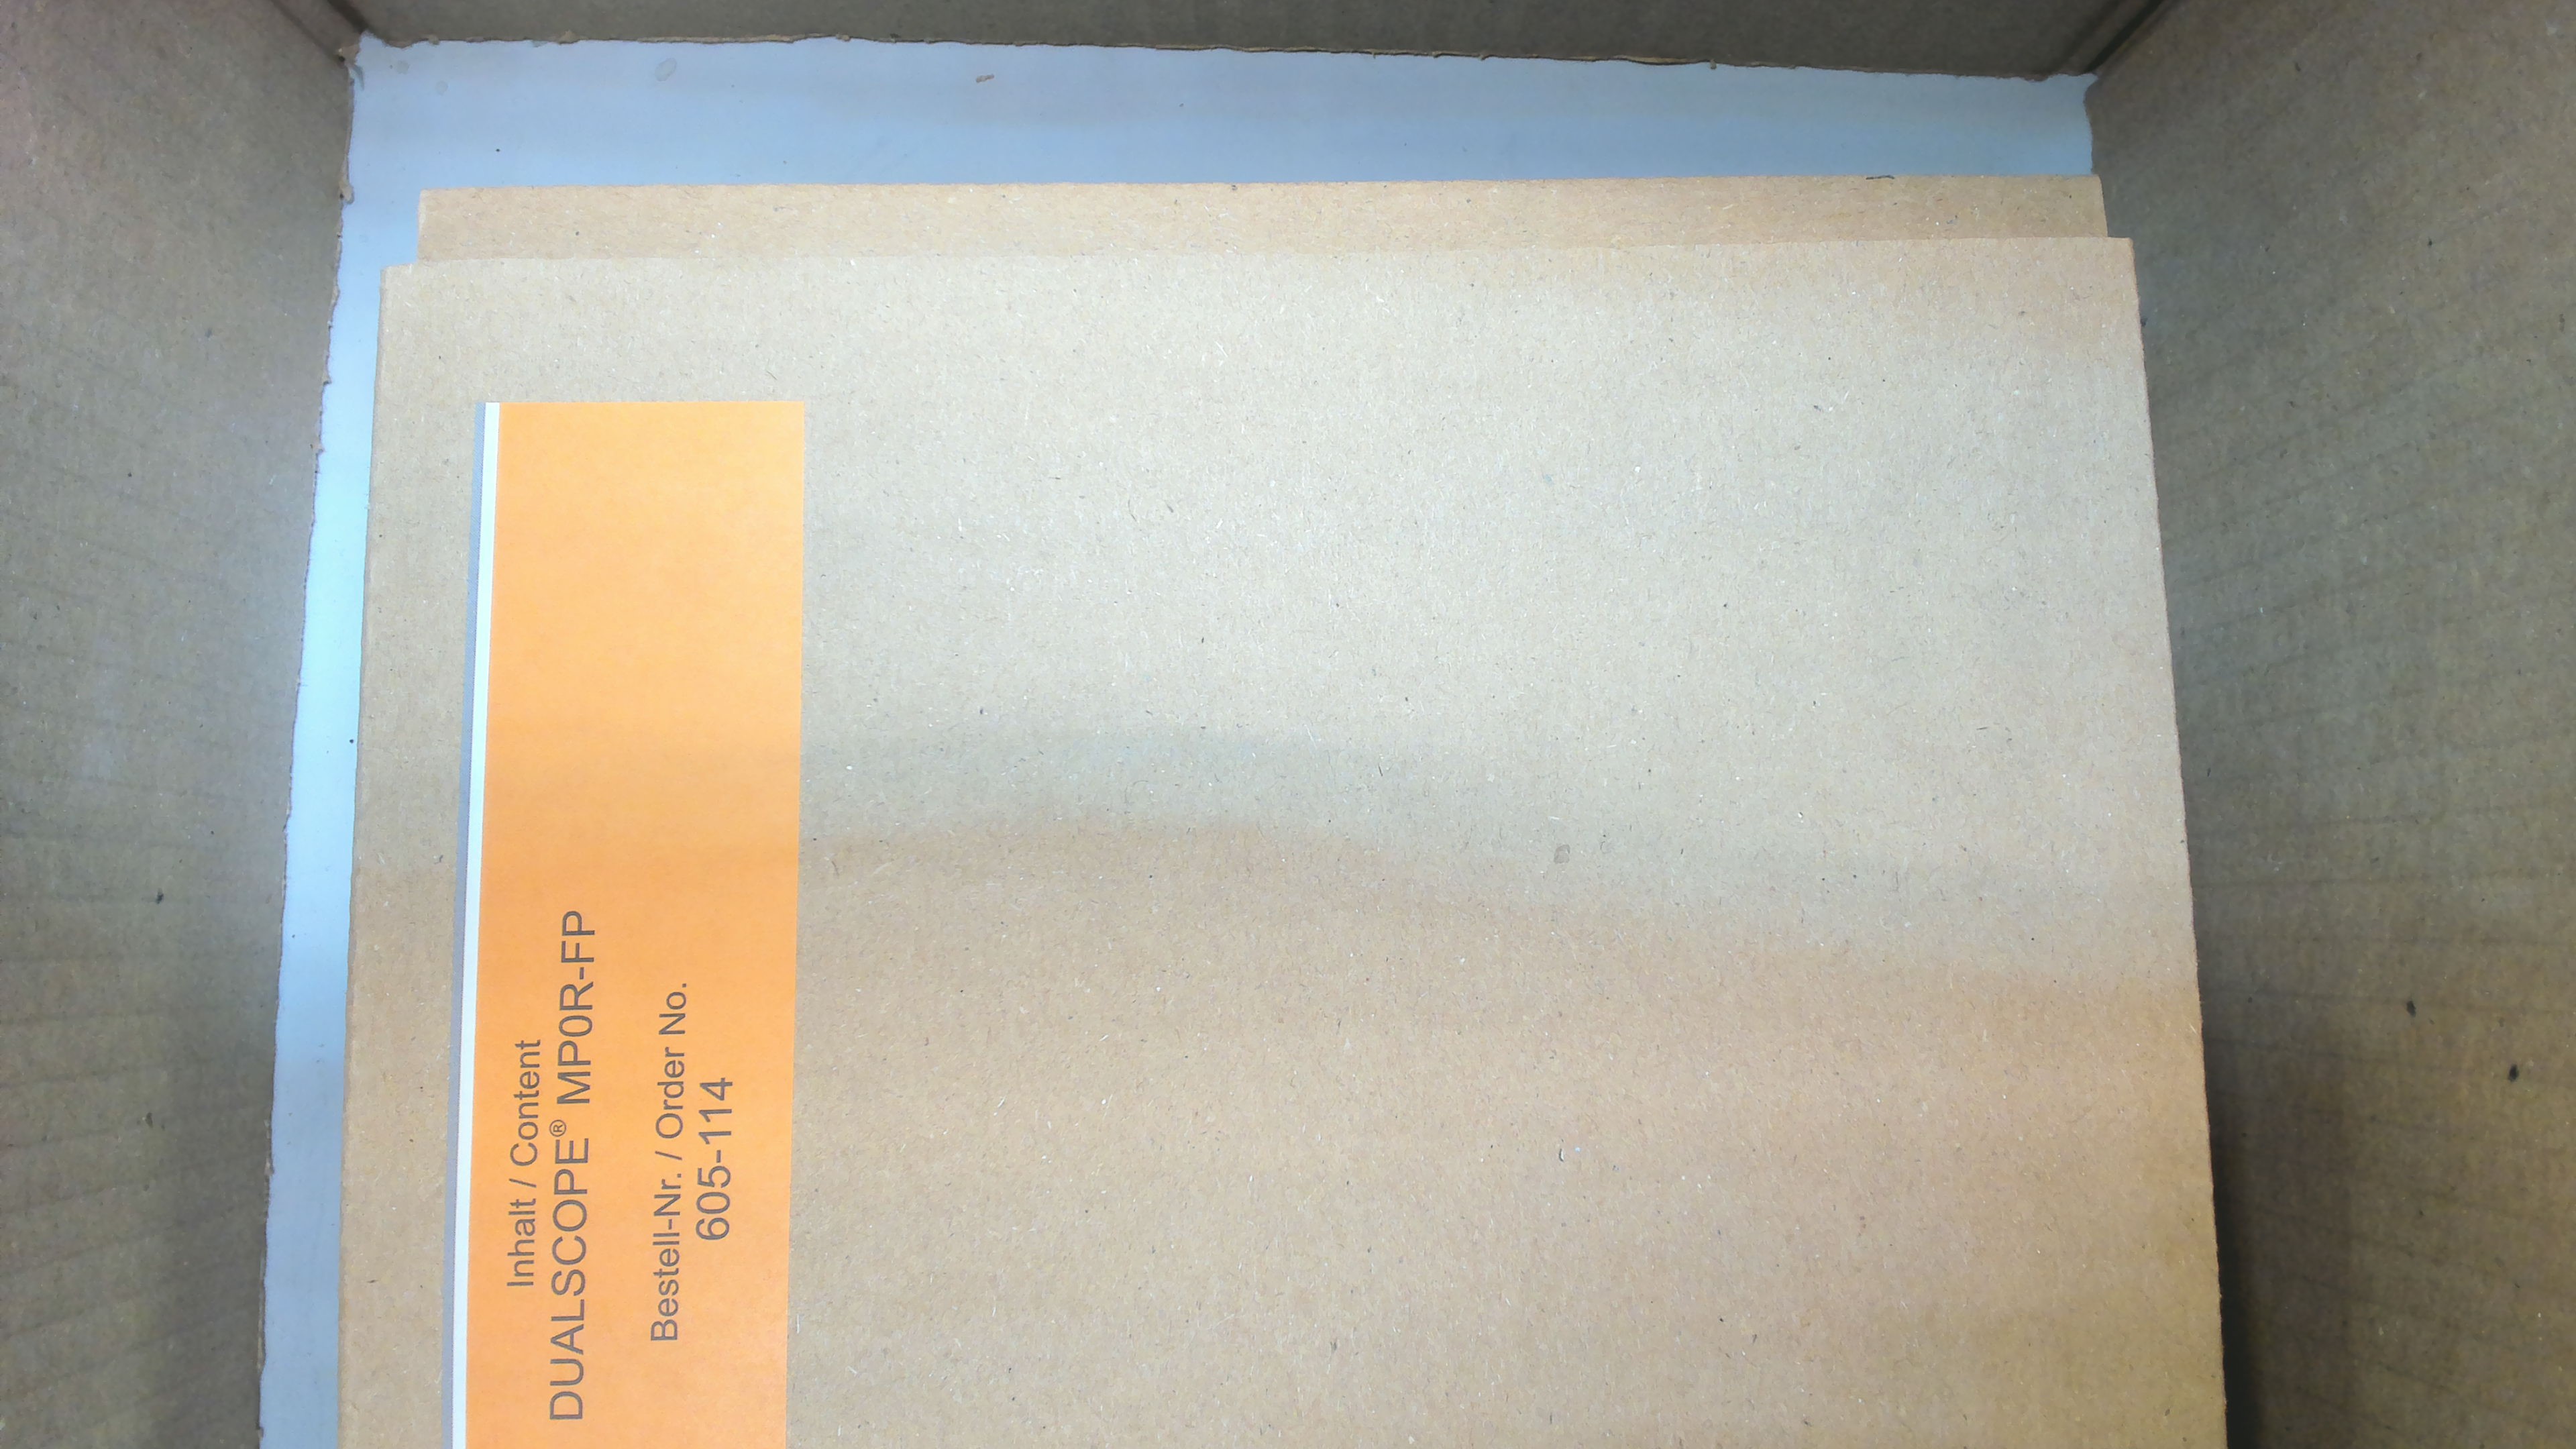 Inhalt / Content
DUALSCOPE® MP0R-FP
Bestell-Nr. / Order No.
605-114